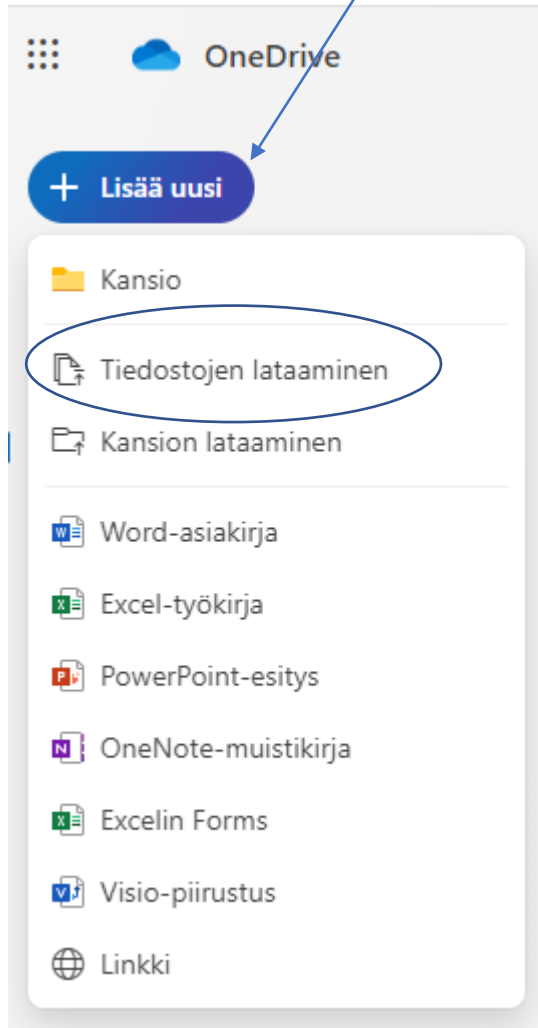 OneDrive
+ Lisää uusi
Kansio
Tiedostojen lataaminen
Kansion lataaminen
Word-asiakirja
Excel-työkirja
PowerPoint-esitys
OneNote-muistikirja
Excelin Forms
Visio-piirustus
Linkki